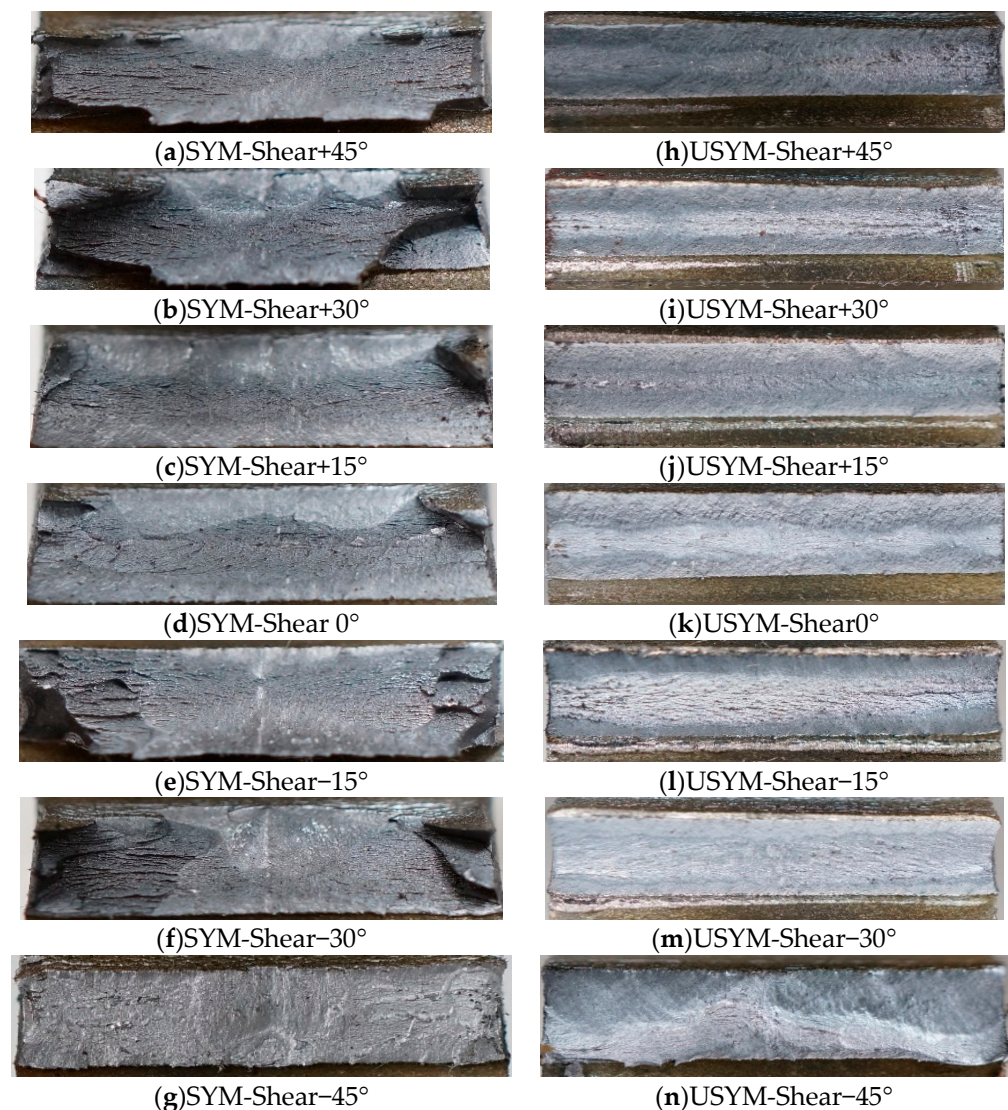 (a)SYM-Shear+45°
(h)USYM-Shear+45°
(b)SYM-Shear+30°
(i)USYM-Shear+30°
(c)SYM-Shear+15°
(j)USYM-Shear+15°
(d)SYM-Shear 0°
(k)USYM-Shear0°
(e)SYM-Shear−15°
(l)USYM-Shear−15°
(f)SYM-Shear−30°
(m)USYM-Shear−30°
(g)SYM-Shear−45°
(n)USYM-Shear−45°